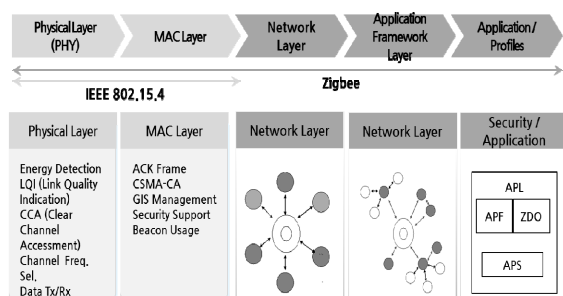 Physical Layer
(PHY)
MAC Layer
Network
Layer
Application
Framework
Layer
Application/
Profiles
Zigbee
IEEE 802.15.4
Physical Layer
MAC Layer
Network Layer
Network Layer
Security /
Application
Energy Detection
LQI (Link Quality
Indication)
CCA (Clear
Channel
Accessment)
Channel Freq.
Sel.
Data Tx/Rx
ACK Frame
CSMA-CA
GIS Management
Security Support
Beacon Usage
APL
APF
ZDO
APS